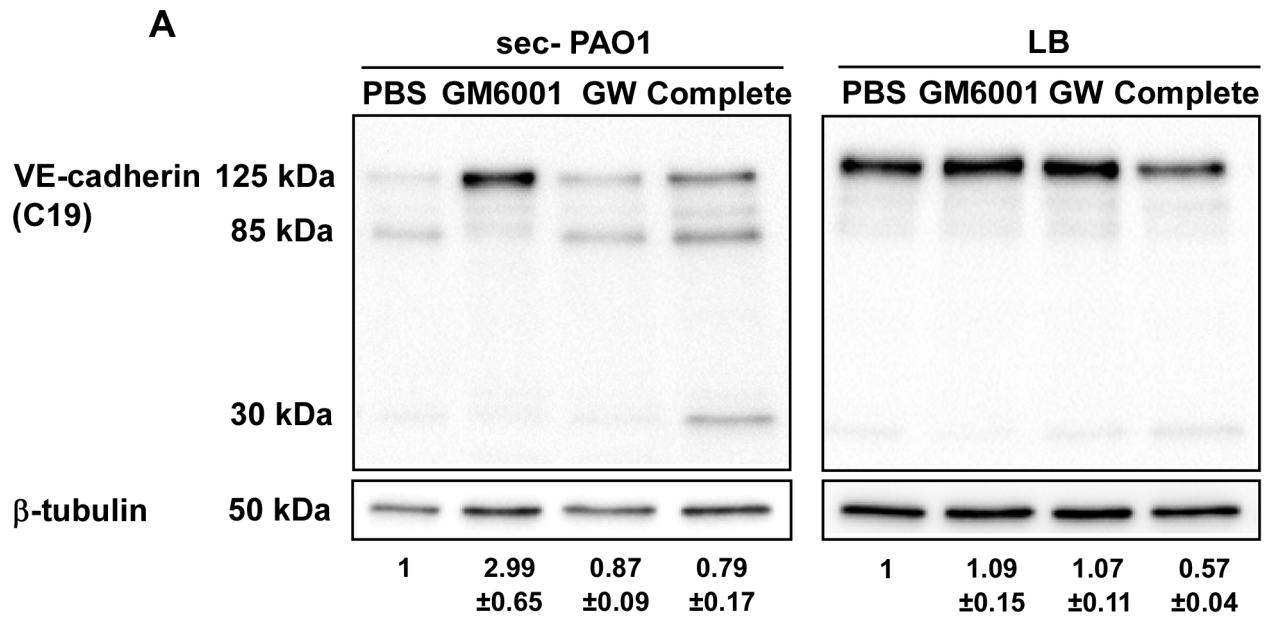 A
sec- PAO1
LB
PBS GM6001 GW Complete
PBS GM6001 GW Complete
VE-cadherin 125 kDa
(C19)
85 kDa
30 kDa
β-tubulin 50 kDa
1 2.99 0.87 0.79
±0.65 ±0.09 ±0.17
1 1.09 1.07 0.57
±0.15 ±0.11 ±0.04